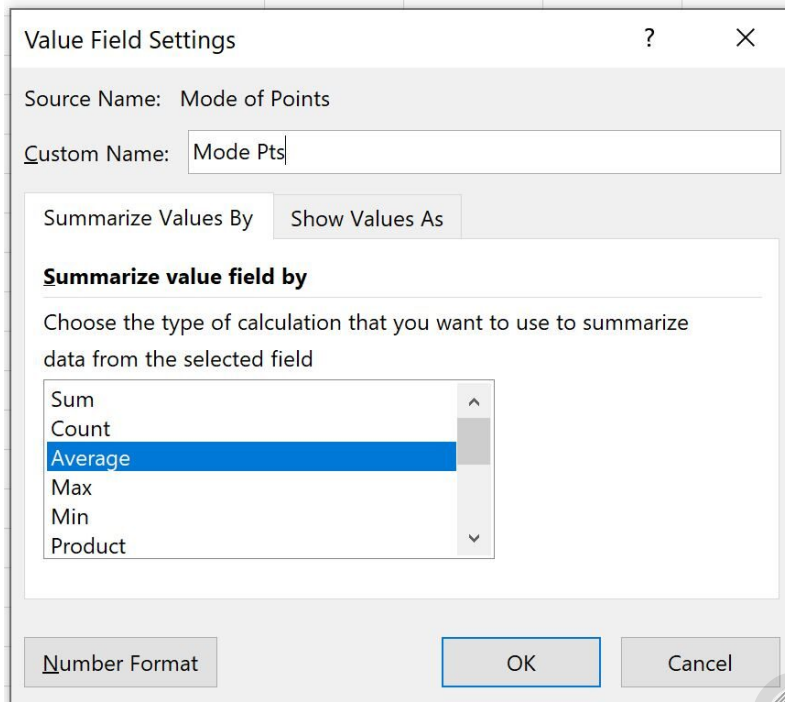 Value Field Settings ? X
Source Name: Mode of Points
Custom Name: Mode Pts
Summarize Values By Show Values As
Summarize value field by
Choose the type of calculation that you want to use to summarize
data from the selected field
Sum
Count
Average
Max
Min
Product
Number Format OK Cancel